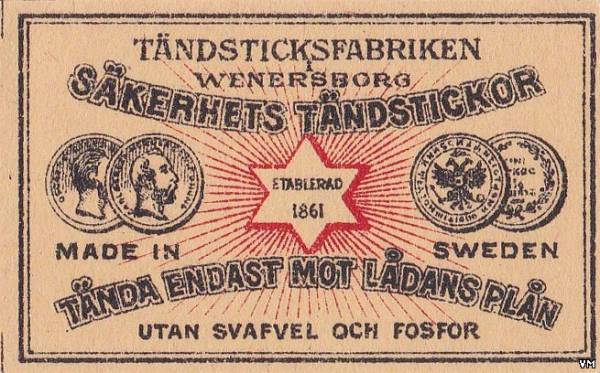 TÄNDSTICKSFABRIKEN
I
WENERSBORG
SÄKERHETS TÄNDSTICKOR
ETABLERAD
1861
MADE IN SWEDEN
TÄNDA ENDAST MOT LÅDANS PLÅN
UTAN SVAFVEL OCH FOSFOR
VM